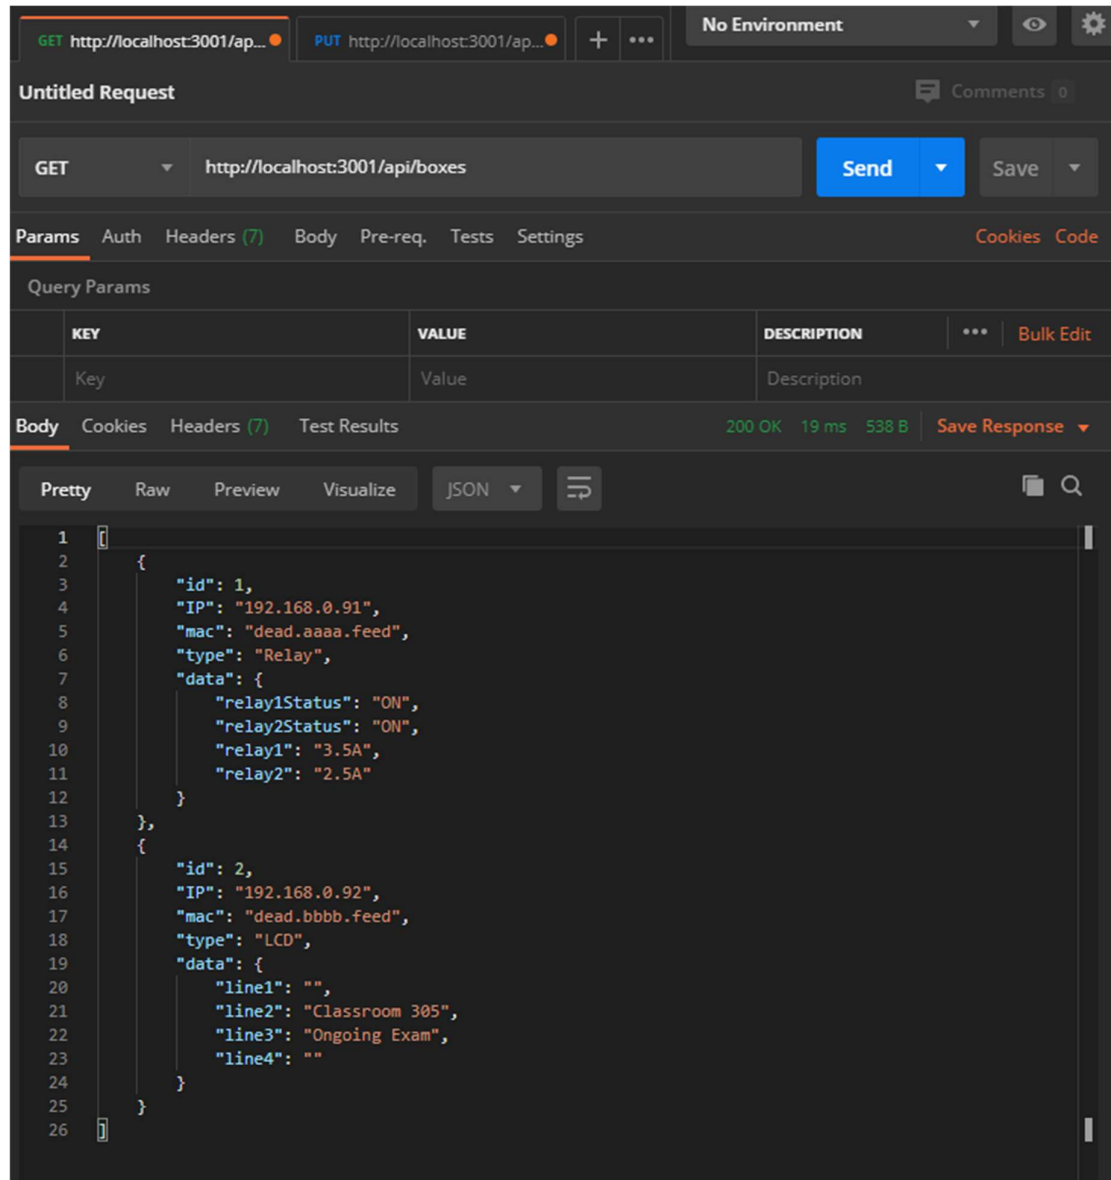 GET http://localhost:3001/ap... PUT http://localhost:3001/ap... + ••• No Environment
Untitled Request Comments 0
GET http://localhost:3001/api/boxes Send Save
Params Auth Headers (7) Body Pre-req. Tests Settings Cookies Code
Query Params
KEY VALUE DESCRIPTION ••• Bulk Edit
Key Value Description
Body Cookies Headers (7) Test Results 200 OK 19 ms 538 B Save Response
Pretty Raw Preview Visualize JSON
1 [
2 {
3 "id": 1,
4 "IP": "192.168.0.91",
5 "mac": "dead.aaaa.feed",
6 "type": "Relay",
7 "data": {
8 "relay1Status": "ON",
9 "relay2Status": "ON",
10 "relay1": "3.5A",
11 "relay2": "2.5A"
12 }
13 },
14 {
15 "id": 2,
16 "IP": "192.168.0.92",
17 "mac": "dead.bbbb.feed",
18 "type": "LCD",
19 "data": {
20 "line1": "",
21 "line2": "Classroom 305",
22 "line3": "Ongoing Exam",
23 "line4": ""
24 }
25 }
26 ]